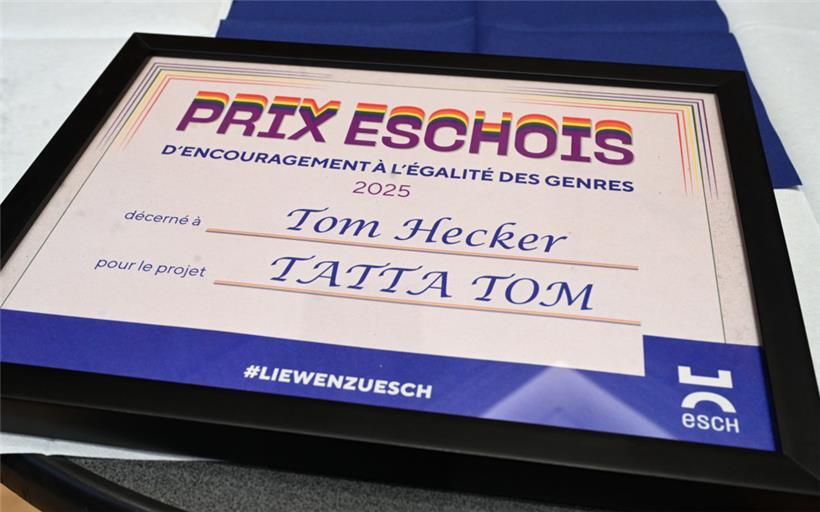 PRIX ESCHOIS
D'ENCOURAGEMENT À L'ÉGALITÉ DES GENRES
2025
décerné à Tom Hecker
pour le projet TATTA TOM
#LIEWENZUESCH
esch